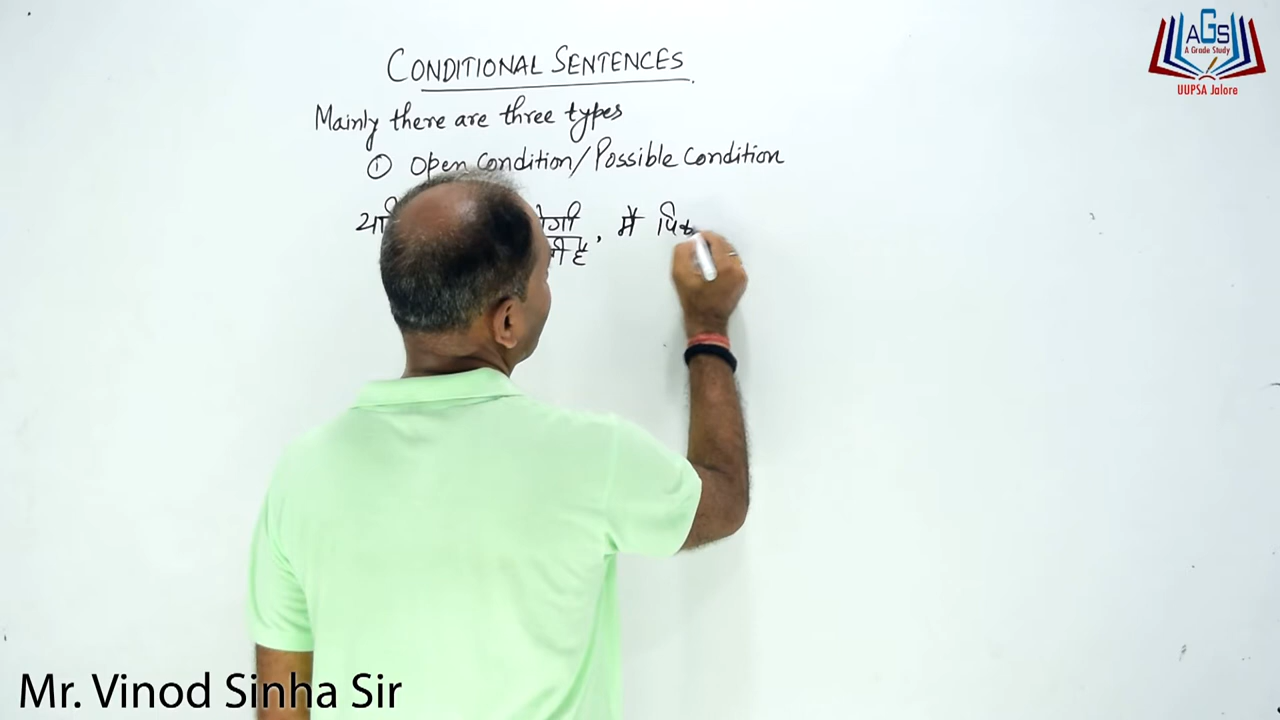 CONDITIONAL SENTENCES
Mainly there are three types
① Open Condition/Possible Condition
, मैं
AGS
A Grade Study
UUPSA Jalore
Mr. Vinod Sinha Sir